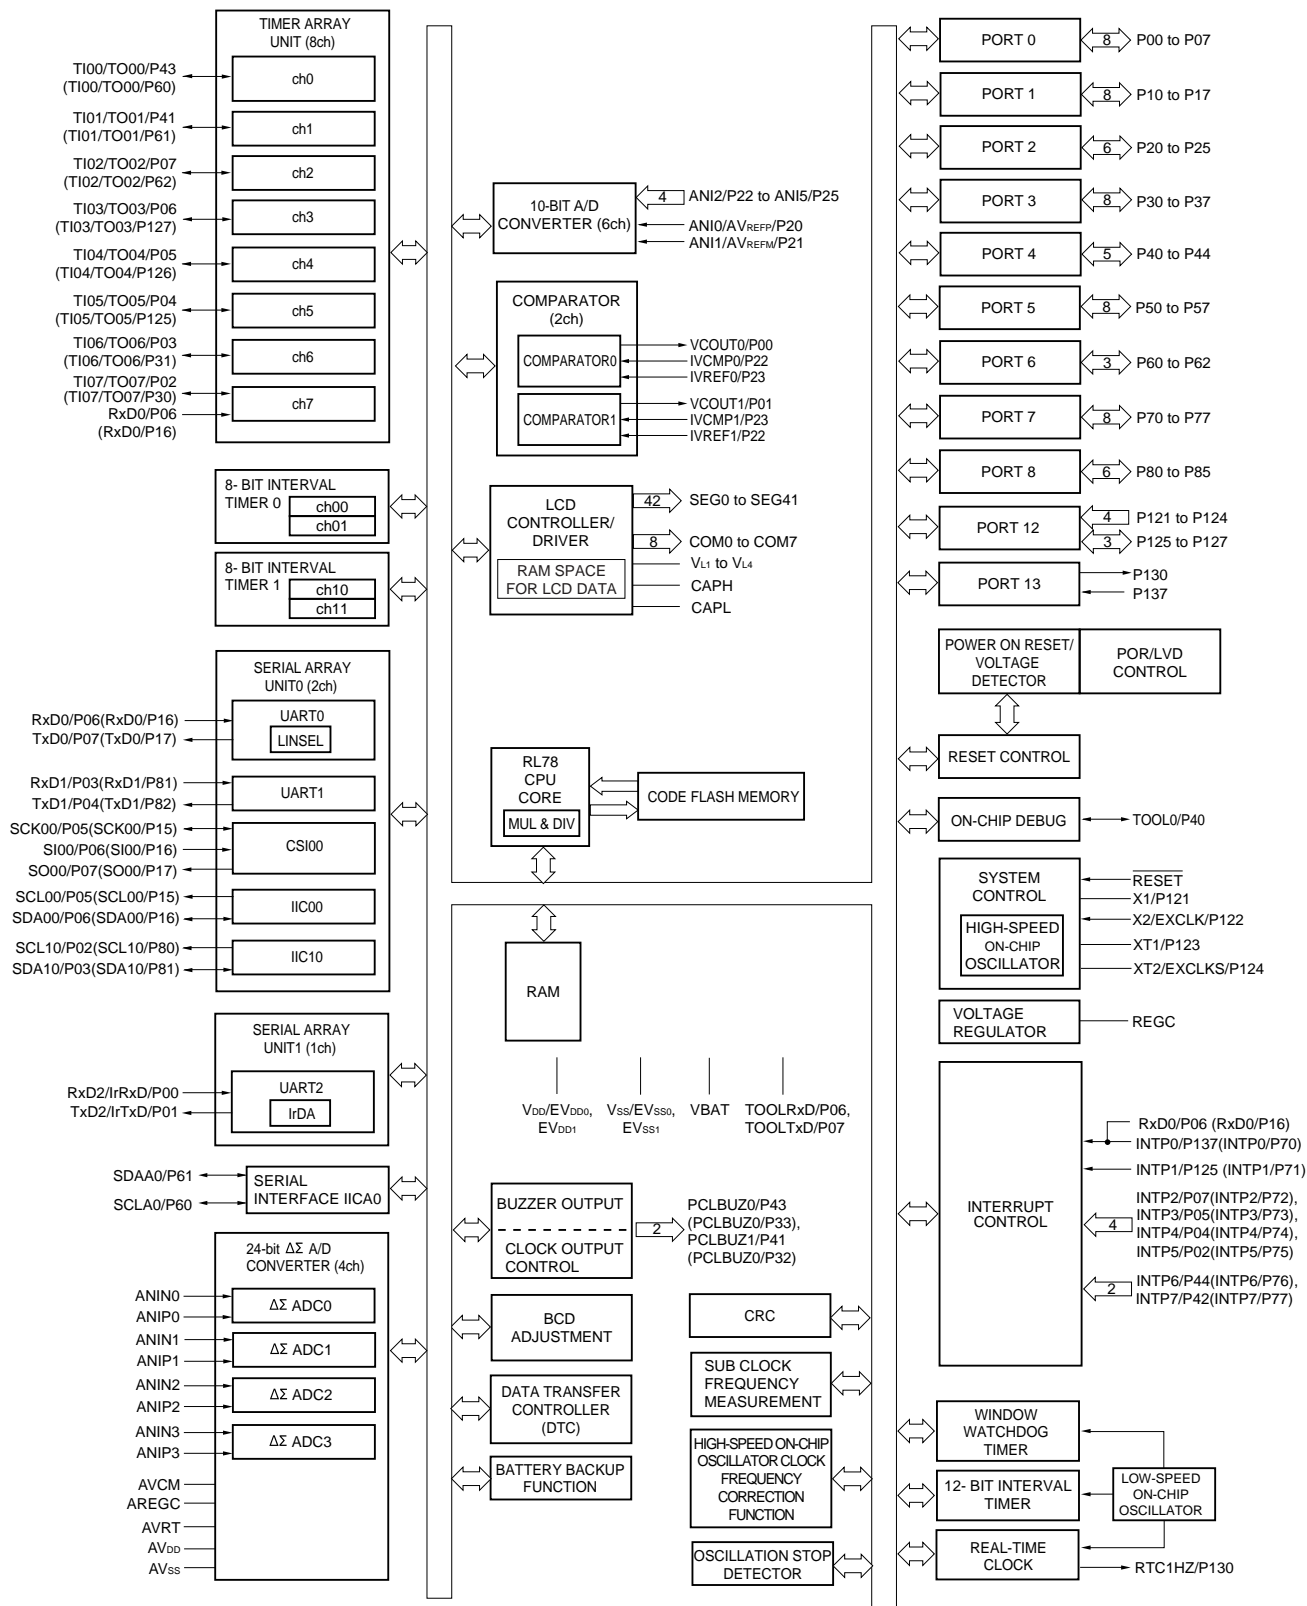 TIMER ARRAY
UNIT (8ch)
TI00/TO00/P43
(TI00/TO00/P60)
ch0
TI01/TO01/P41
(TI01/TO01/P61)
ch1
TI02/TO02/P07
(TI02/TO02/P62)
ch2
TI03/TO03/P06
(TI03/TO03/P127)
ch3
TI04/TO04/P05
(TI04/TO04/P126)
ch4
TI05/TO05/P04
(TI05/TO05/P125)
ch5
TI06/TO06/P03
(TI06/TO06/P31)
ch6
TI07/TO07/P02
(TI07/TO07/P30)
RxD0/P06
(RxD0/P16)
ch7
8- BIT INTERVAL
TIMER 0
ch00
ch01
8- BIT INTERVAL
TIMER 1
ch10
ch11
SERIAL ARRAY
UNIT0 (2ch)
RxD0/P06(RxD0/P16)
TxD0/P07(TxD0/P17)
UART0
LINSEL
RxD1/P03(RxD1/P81)
TxD1/P04(TxD1/P82)
UART1
SCK00/P05(SCK00/P15)
SI00/P06(SI00/P16)
SO00/P07(SO00/P17)
CSI00
SCL00/P05(SCL00/P15)
SDA00/P06(SDA00/P16)
IIC00
SCL10/P02(SCL10/P80)
SDA10/P03(SDA10/P81)
IIC10
SERIAL ARRAY
UNIT1 (1ch)
RxD2/IrRxD/P00
TxD2/IrTxD/P01
UART2
IrDA
SDAA0/P61
SCLA0/P60
SERIAL
INTERFACE IICA0
24-bit ΔΣ A/D
CONVERTER (4ch)
ANIN0
ANIP0
ΔΣ ADC0
ANIN1
ANIP1
ΔΣ ADC1
ANIN2
ANIP2
ΔΣ ADC2
ANIN3
ANIP3
ΔΣ ADC3
AVCM
AREGC
AVRT
AVDD
AVSS
10-BIT A/D
CONVERTER (6ch)
4
ANI2/P22 to ANI5/P25
ANI0/AVREFP/P20
ANI1/AVREFM/P21
COMPARATOR
(2ch)
COMPARATOR0
VCOUT0/P00
IVCMP0/P22
IVREF0/P23
COMPARATOR1
VCOUT1/P01
IVCMP1/P23
IVREF1/P22
LCD
CONTROLLER/
DRIVER
RAM SPACE
FOR LCD DATA
42
SEG0 to SEG41
8
COM0 to COM7
VL1 to VL4
CAPH
CAPL
RL78
CPU
CORE
MUL & DIV
CODE FLASH MEMORY
RAM
VDD/EVDD0,
EVDD1
VSS/EVSS0,
EVSS1
VBAT
TOOLRxD/P06,
TOOLTxD/P07
BUZZER OUTPUT
CLOCK OUTPUT
CONTROL
2
PCLBUZ0/P43
(PCLBUZ0/P33),
PCLBUZ1/P41
(PCLBUZ0/P32)
BCD
ADJUSTMENT
DATA TRANSFER
CONTROLLER
(DTC)
BATTERY BACKUP
FUNCTION
CRC
SUB CLOCK
FREQUENCY
MEASUREMENT
HIGH-SPEED ON-CHIP
OSCILLATOR CLOCK
FREQUENCY
CORRECTION
FUNCTION
OSCILLATION STOP
DETECTOR
PORT 0
8
P00 to P07
PORT 1
8
P10 to P17
PORT 2
6
P20 to P25
PORT 3
8
P30 to P37
PORT 4
5
P40 to P44
PORT 5
8
P50 to P57
PORT 6
3
P60 to P62
PORT 7
8
P70 to P77
PORT 8
6
P80 to P85
PORT 12
4
P121 to P124
3
P125 to P127
PORT 13
P130
P137
POWER ON RESET/
VOLTAGE
DETECTOR
POR/LVD
CONTROL
RESET CONTROL
ON-CHIP DEBUG
TOOL0/P40
SYSTEM
CONTROL
HIGH-SPEED
ON-CHIP
OSCILLATOR
RESET
X1/P121
X2/EXCLK/P122
XT1/P123
XT2/EXCLKS/P124
VOLTAGE
REGULATOR
REGC
INTERRUPT
CONTROL
RxD0/P06 (RxD0/P16)
INTP0/P137(INTP0/P70)
INTP1/P125 (INTP1/P71)
4
INTP2/P07(INTP2/P72),
INTP3/P05(INTP3/P73),
INTP4/P04(INTP4/P74),
INTP5/P02(INTP5/P75)
2
INTP6/P44(INTP6/P76),
INTP7/P42(INTP7/P77)
WINDOW
WATCHDOG
TIMER
12- BIT INTERVAL
TIMER
LOW-SPEED
ON-CHIP
OSCILLATOR
REAL-TIME
CLOCK
RTC1HZ/P130